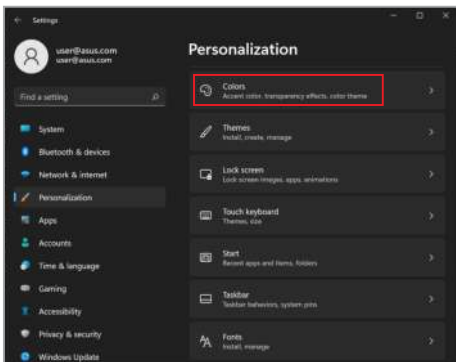 Settings
user@asus.com
user@asus.com
Find a setting
System
Bluetooth & devices
Network & internet
Personalization
Apps
Accounts
Time & language
Gaming
Accessibility
Privacy & security
Windows Update
Personalization
Colors
Accent color, transparency effects, color theme
Themes
Install, create, manage
Lock screen
Lock screen images, apps, animations
Touch keyboard
Themes, size
Start
Recent apps and items, folders
Taskbar
Taskbar behaviors, system pins
Fonts
Install, manage